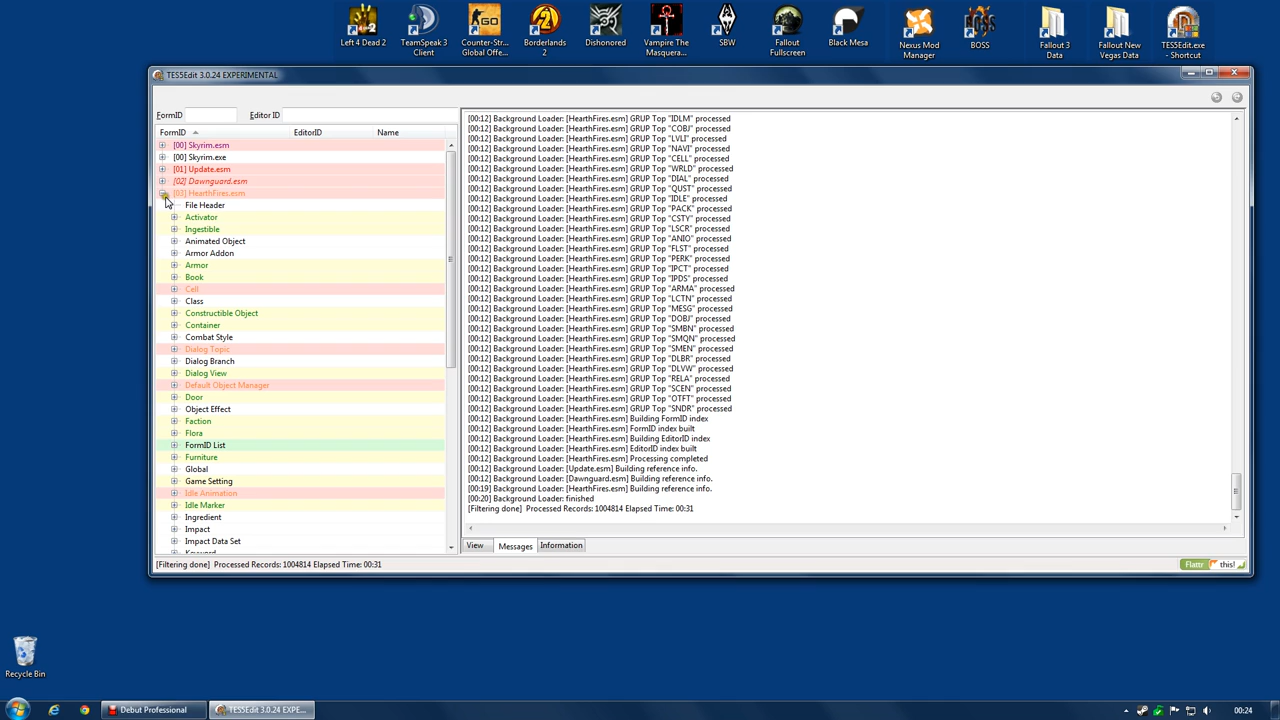 Left 4 Dead 2
TeamSpeak 3 Client
Counter-Str... Global Offe...
Borderlands 2
Dishonored
Vampire The Masquera...
SBW
Fallout Fullscreen
Black Mesa
Nexus Mod Manager
BOSS
Fallout 3 Data
Fallout New Vegas Data
TES5Edit.exe - Shortcut
TES5Edit 3.0.24 EXPERIMENTAL
FormID
Editor ID
FormID EditorID Name
[00] Skyrim.esm
[00] Skyrim.exe
[01] Update.esm
[02] Dawnguard.esm
[03] HearthFires.esm
File Header
Activator
Ingestible
Animated Object
Armor Addon
Armor
Book
Cell
Class
Constructible Object
Container
Combat Style
Dialog Topic
Dialog Branch
Dialog View
Default Object Manager
Door
Object Effect
Faction
Flora
FormID List
Furniture
Global
Game Setting
Idle Animation
Idle Marker
Ingredient
Impact
Impact Data Set
Keyword
[00:12] Background Loader: [HearthFires.esm] GRUP Top "IDLM" processed
[00:12] Background Loader: [HearthFires.esm] GRUP Top "COBJ" processed
[00:12] Background Loader: [HearthFires.esm] GRUP Top "LVLI" processed
[00:12] Background Loader: [HearthFires.esm] GRUP Top "NAVI" processed
[00:12] Background Loader: [HearthFires.esm] GRUP Top "CELL" processed
[00:12] Background Loader: [HearthFires.esm] GRUP Top "WRLD" processed
[00:12] Background Loader: [HearthFires.esm] GRUP Top "DIAL" processed
[00:12] Background Loader: [HearthFires.esm] GRUP Top "QUST" processed
[00:12] Background Loader: [HearthFires.esm] GRUP Top "IDLE" processed
[00:12] Background Loader: [HearthFires.esm] GRUP Top "PACK" processed
[00:12] Background Loader: [HearthFires.esm] GRUP Top "CSTY" processed
[00:12] Background Loader: [HearthFires.esm] GRUP Top "LSCR" processed
[00:12] Background Loader: [HearthFires.esm] GRUP Top "ANIO" processed
[00:12] Background Loader: [HearthFires.esm] GRUP Top "FLST" processed
[00:12] Background Loader: [HearthFires.esm] GRUP Top "PERK" processed
[00:12] Background Loader: [HearthFires.esm] GRUP Top "IPCT" processed
[00:12] Background Loader: [HearthFires.esm] GRUP Top "IPDS" processed
[00:12] Background Loader: [HearthFires.esm] GRUP Top "ARMA" processed
[00:12] Background Loader: [HearthFires.esm] GRUP Top "LCTN" processed
[00:12] Background Loader: [HearthFires.esm] GRUP Top "MESG" processed
[00:12] Background Loader: [HearthFires.esm] GRUP Top "DOBJ" processed
[00:12] Background Loader: [HearthFires.esm] GRUP Top "SMBN" processed
[00:12] Background Loader: [HearthFires.esm] GRUP Top "SMQN" processed
[00:12] Background Loader: [HearthFires.esm] GRUP Top "SMEN" processed
[00:12] Background Loader: [HearthFires.esm] GRUP Top "DLBR" processed
[00:12] Background Loader: [HearthFires.esm] GRUP Top "DLVW" processed
[00:12] Background Loader: [HearthFires.esm] GRUP Top "RELA" processed
[00:12] Background Loader: [HearthFires.esm] GRUP Top "SCEN" processed
[00:12] Background Loader: [HearthFires.esm] GRUP Top "OTFT" processed
[00:12] Background Loader: [HearthFires.esm] GRUP Top "SNDR" processed
[00:12] Background Loader: [HearthFires.esm] Building FormID index
[00:12] Background Loader: [HearthFires.esm] FormID index built
[00:12] Background Loader: [HearthFires.esm] Building EditorID index
[00:12] Background Loader: [HearthFires.esm] EditorID index built
[00:12] Background Loader: [HearthFires.esm] Processing completed
[00:12] Background Loader: [Update.esm] Building reference info.
[00:12] Background Loader: [Dawnguard.esm] Building reference info.
[00:19] Background Loader: [HearthFires.esm] Building reference info.
[00:20] Background Loader: finished
[Filtering done] Processed Records: 1004814 Elapsed Time: 00:31
View Messages Information
[Filtering done] Processed Records: 1004814 Elapsed Time: 00:31
Flattr this!
Recycle Bin
Debut Professional
TES5Edit 3.0.24 EXPE...
00:24